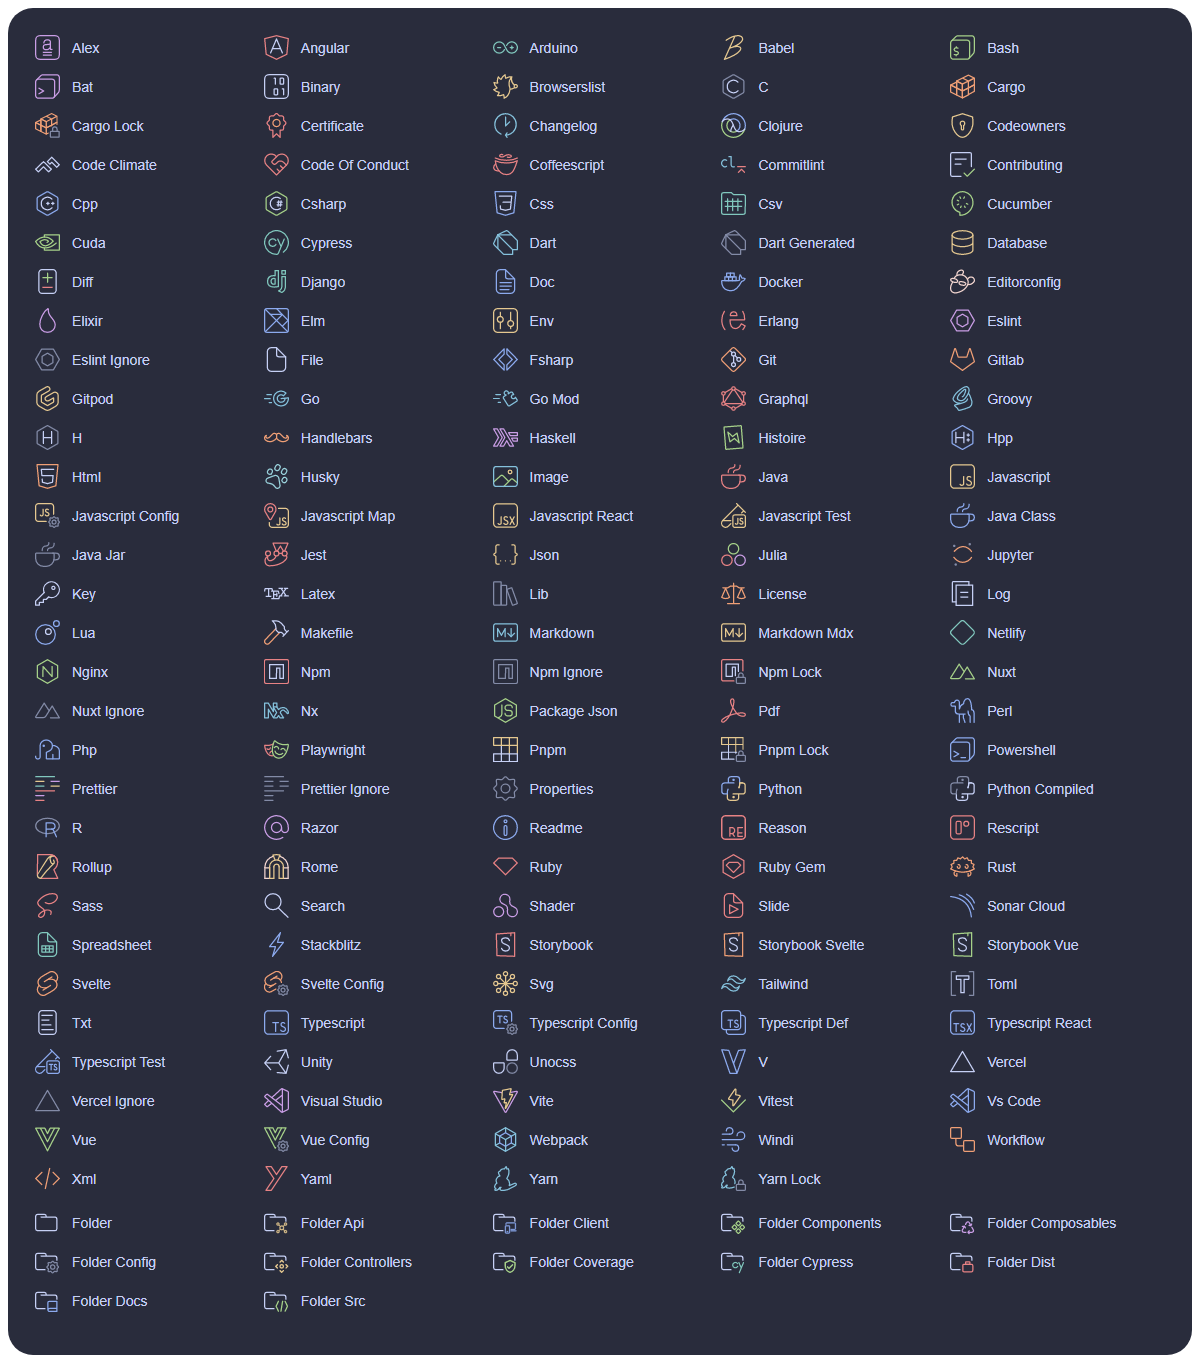 Alex Angular Arduino Babel Bash
Bat Binary Browserslist C Cargo
Cargo Lock Certificate Changelog Clojure Codeowners
Code Climate Code Of Conduct Coffeescript Commitlint Contributing
Cpp Csharp Css Csv Cucumber
Cuda Cypress Dart Dart Generated Database
Diff Django Doc Docker Editorconfig
Elixir Elm Env Erlang Eslint
Eslint Ignore File Fsharp Git Gitlab
Gitpod Go Go Mod Graphql Groovy
H Handlebars Haskell Histoire Hpp
Html Husky Image Java Javascript
Javascript Config Javascript Map Javascript React Javascript Test Java Class
Java Jar Jest Json Julia Jupyter
Key Latex Lib License Log
Lua Makefile Markdown Markdown Mdx Netlify
Nginx Npm Npm Ignore Npm Lock Nuxt
Nuxt Ignore Nx Package Json Pdf Perl
Php Playwright Pnpm Pnpm Lock Powershell
Prettier Prettier Ignore Properties Python Python Compiled
R Razor Readme Reason Rescript
Rollup Rome Ruby Ruby Gem Rust
Sass Search Shader Slide Sonar Cloud
Spreadsheet Stackblitz Storybook Storybook Svelte Storybook Vue
Svelte Svelte Config Svg Tailwind Toml
Txt Typescript Typescript Config Typescript Def Typescript React
Typescript Test Unity Unocss V Vercel
Vercel Ignore Visual Studio Vite Vitest Vs Code
Vue Vue Config Webpack Windi Workflow
Xml Yaml Yarn Yarn Lock
Folder Folder Api Folder Client Folder Components Folder Composables
Folder Config Folder Controllers Folder Coverage Folder Cypress Folder Dist
Folder Docs Folder Src